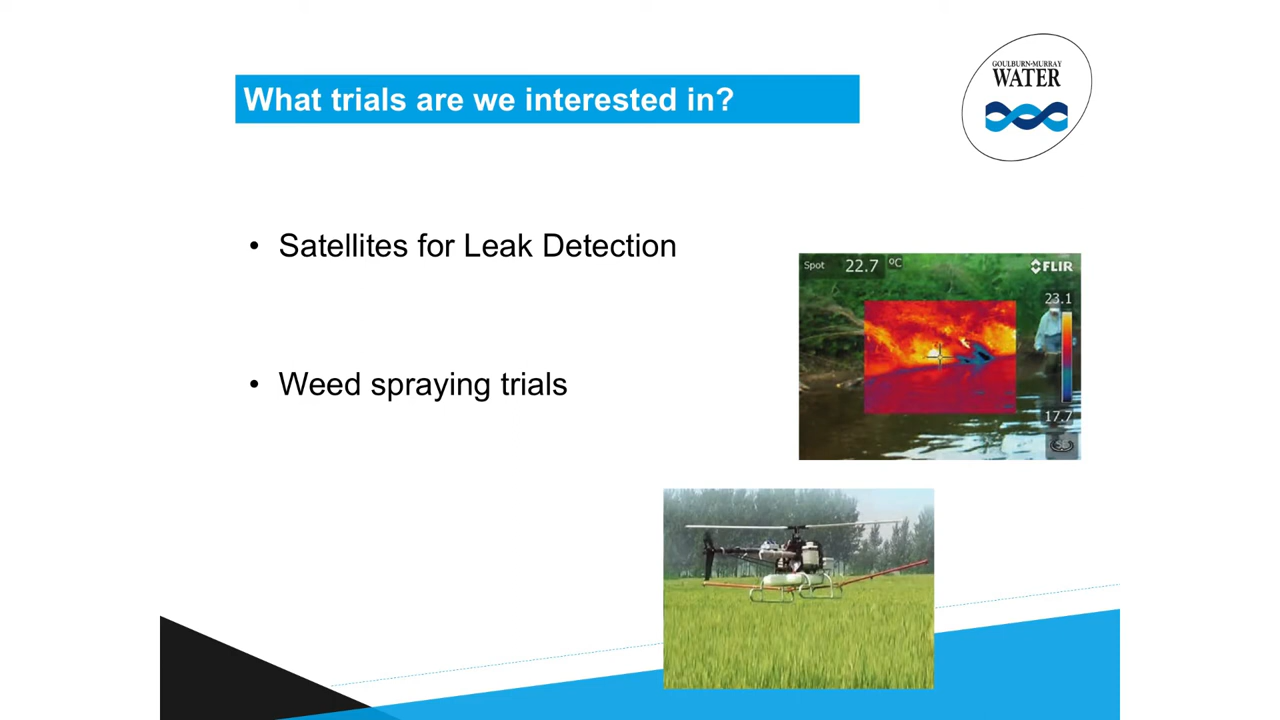 What trials are we interested in?
GOULBURN-MURRAY
WATER
• Satellites for Leak Detection
Spot 22.7 °C
FLIR
23.1
17.7
• Weed spraying trials